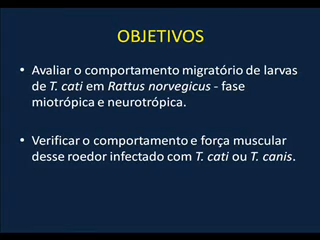 OBJETIVOS
• Avaliar o comportamento migratório de larvas
de T. cati em Rattus norvegicus - fase
miotrópica e neurotrópica.
• Verificar o comportamento e força muscular
desse roedor infectado com T. cati ou T. canis.